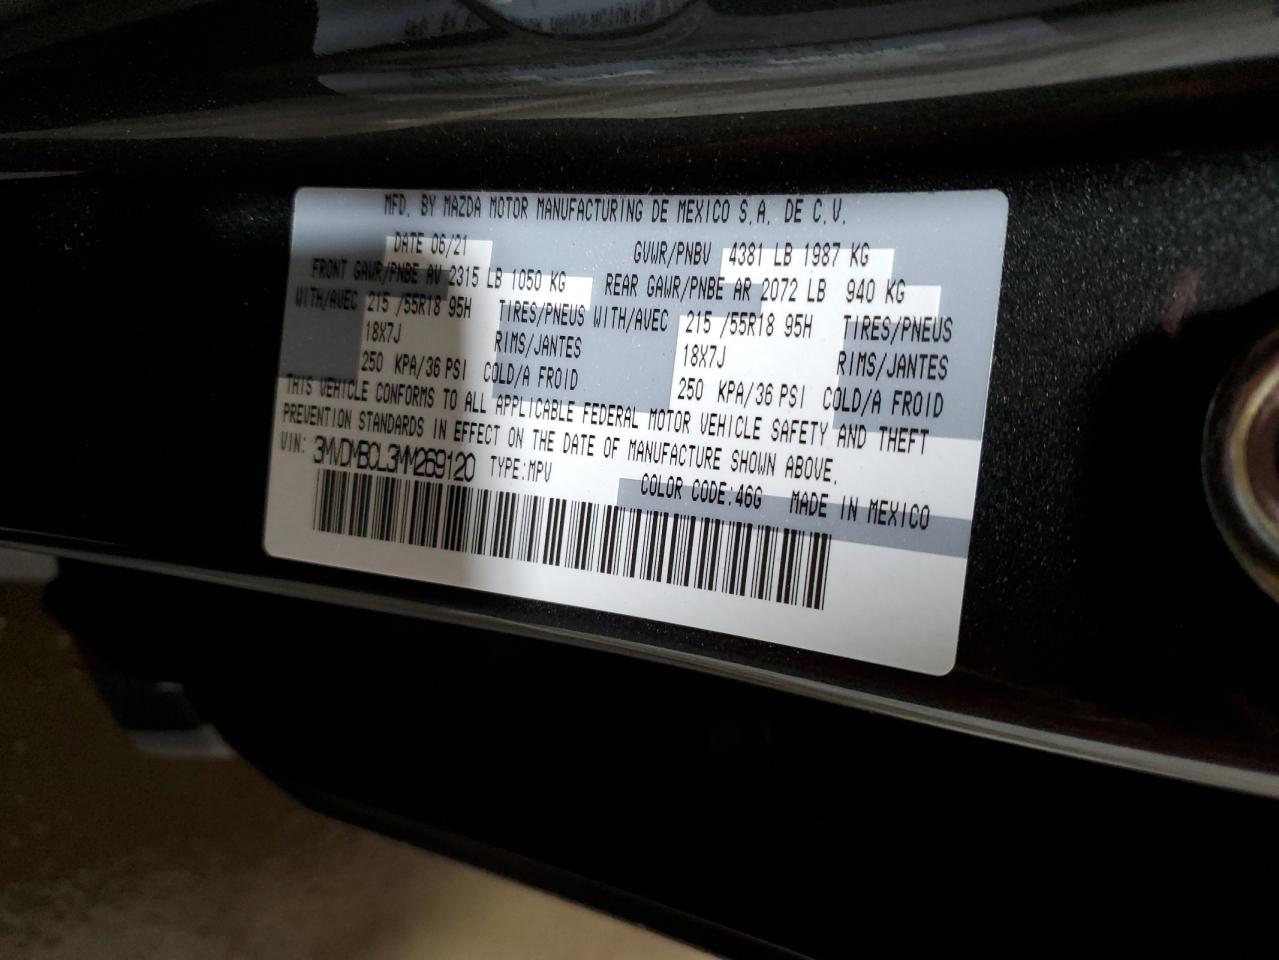 MFD. BY MAZDA MOTOR MANUFACTURING DE MEXICO S.A. DE C.V.
DATE 06/21 GVWR/PNBV 4381 LB 1987 KG
FRONT GAWR/PNBE AV 2315 LB 1050 KG REAR GAWR/PNBE AR 2072 LB 940 KG
WITH/AVEC 215 /55R18 95H TIRES/PNEUS WITH/AVEC 215 /55R18 95H TIRES/PNEUS
18X7J RIMS/JANTES 18X7J RIMS/JANTES
250 KPA/36 PSI COLD/A FROID 250 KPA/36 PSI COLD/A FROID
THIS VEHICLE CONFORMS TO ALL APPLICABLE FEDERAL MOTOR VEHICLE SAFETY AND THEFT
PREVENTION STANDARDS IN EFFECT ON THE DATE OF MANUFACTURE SHOWN ABOVE.
VIN: 3MVDMBCL3MM269120 TYPE:MPV
COLOR CODE:46G MADE IN MEXICO